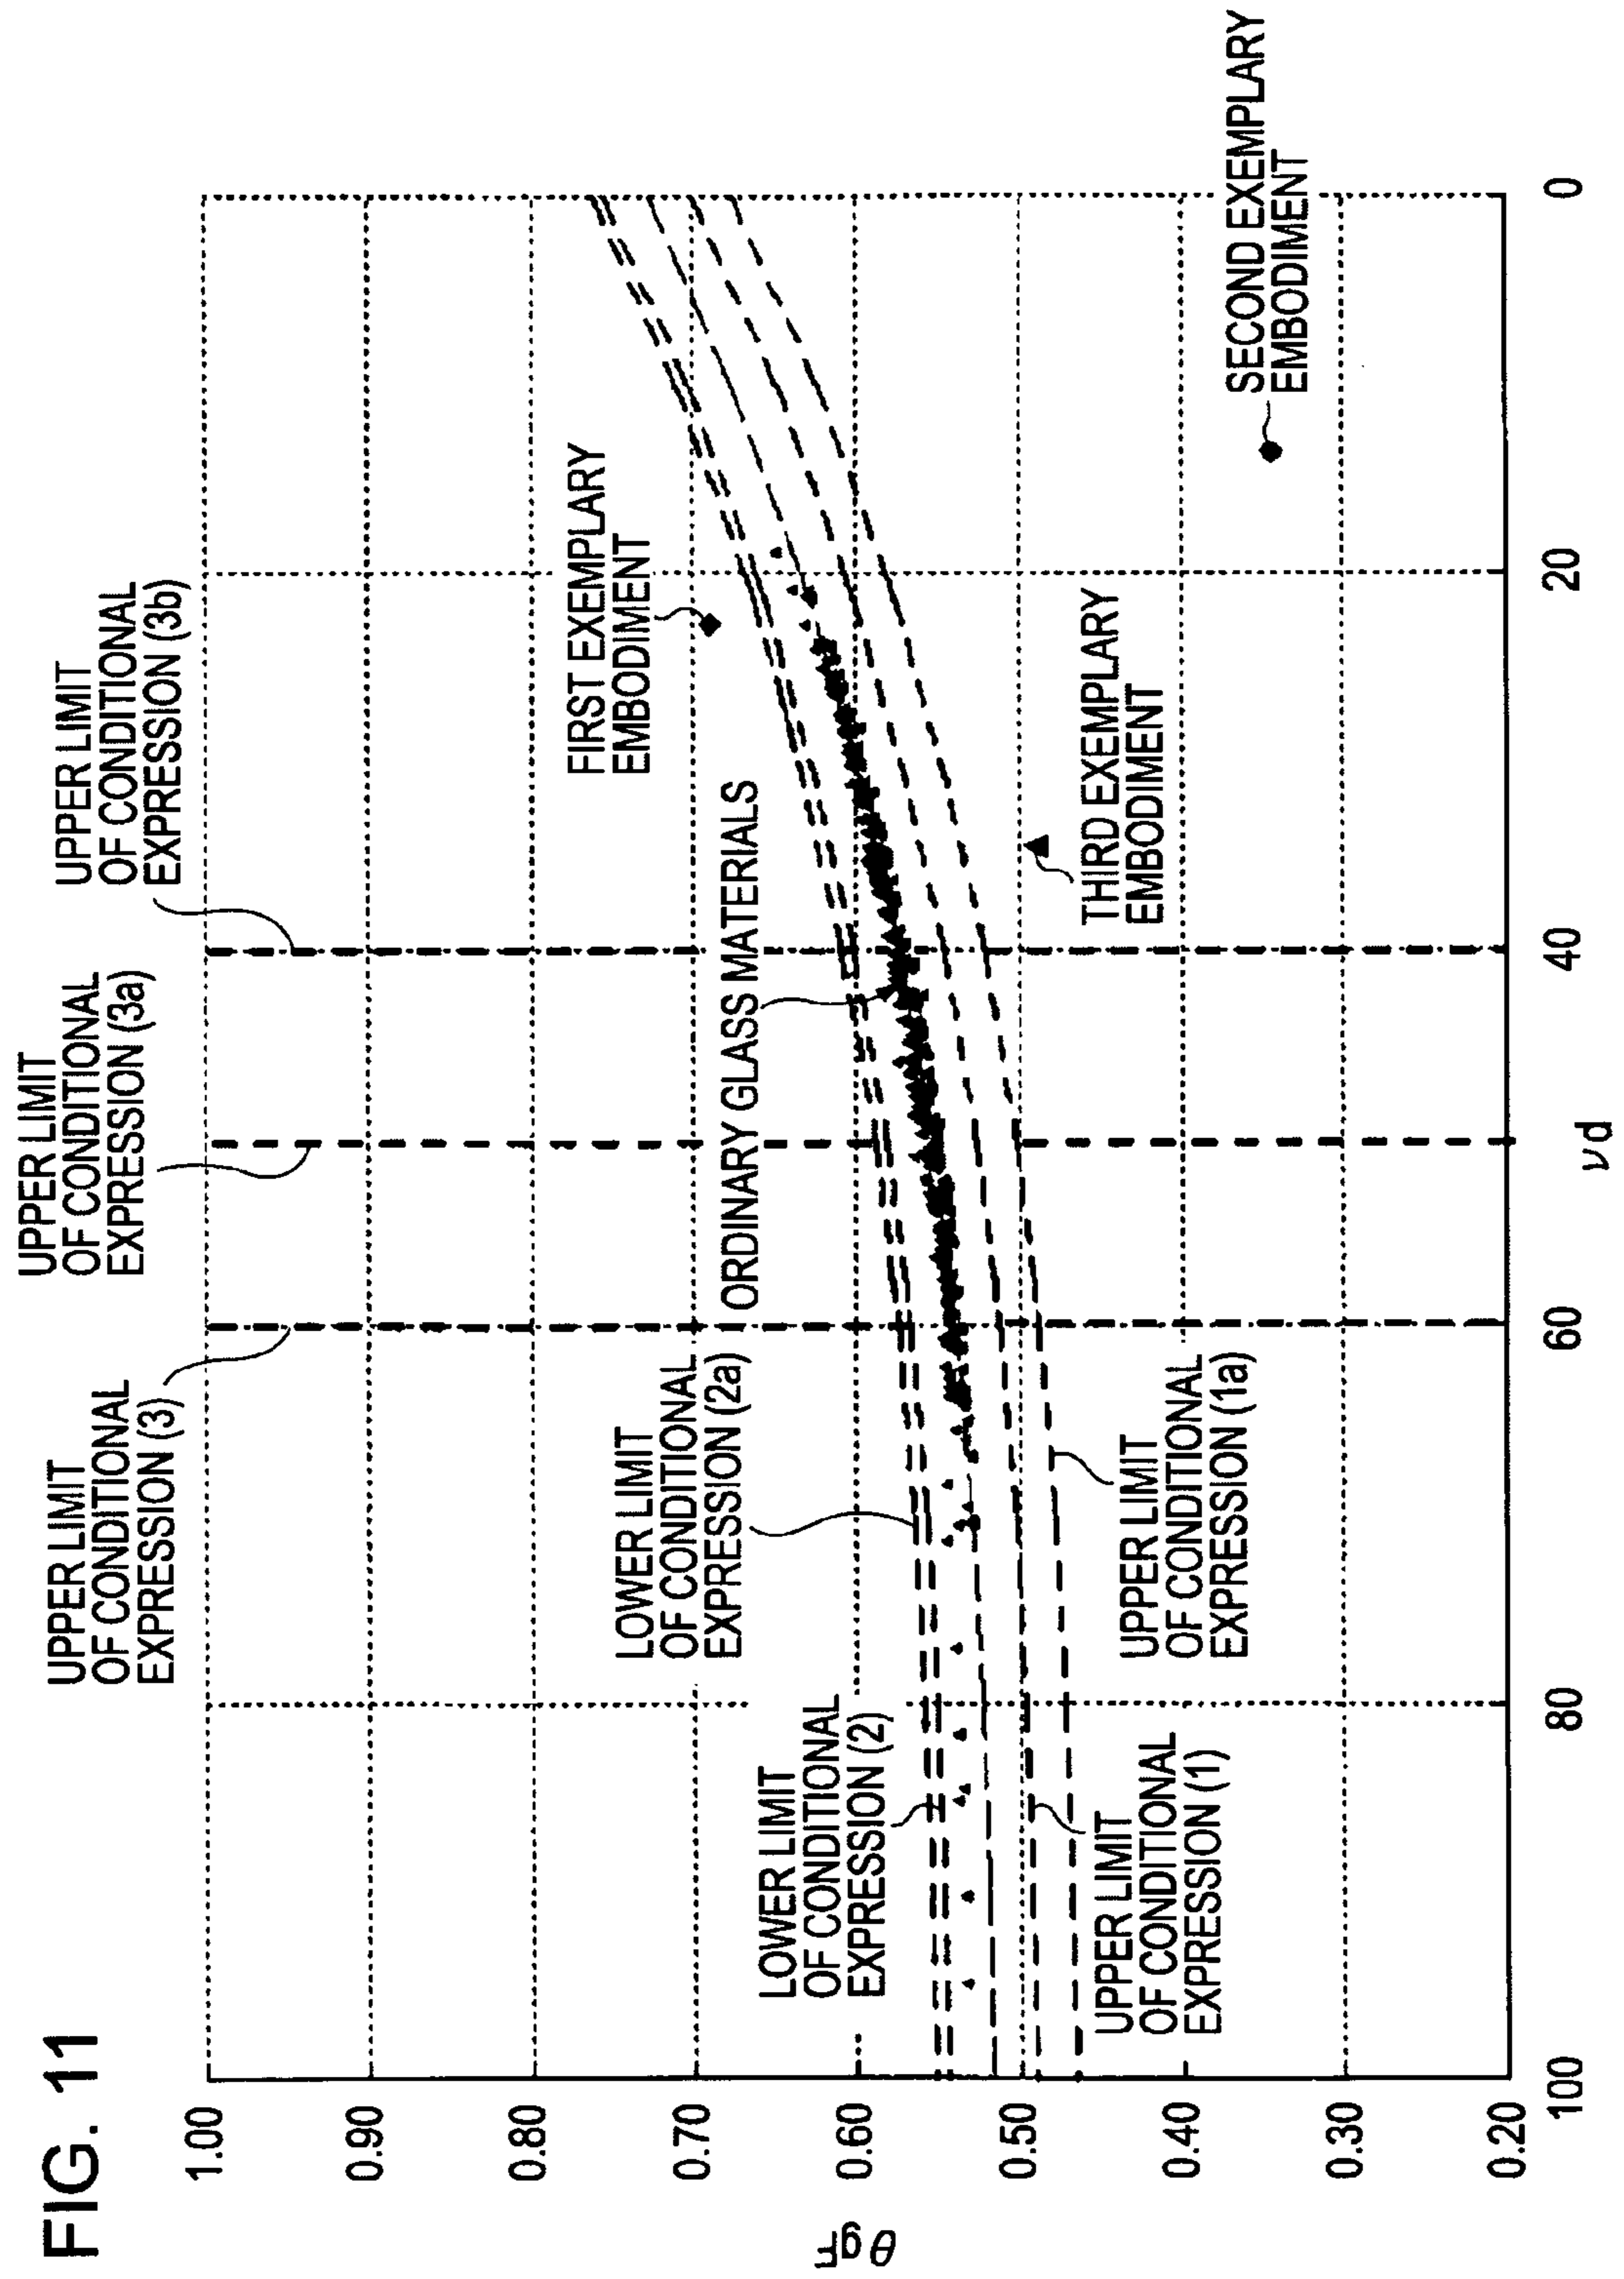 FIG. 11
UPPER LIMIT
OF CONDITIONAL
EXPRESSION (3)
UPPER LIMIT
OF CONDITIONAL
EXPRESSION (3a)
UPPER LIMIT
OF CONDITIONAL
EXPRESSION (3b)
θgF
1.00
0.90
0.80
0.70
0.60
0.50
0.40
0.30
0.20
FIRST EXEMPLARY
EMBODIMENT
LOWER LIMIT
OF CONDITIONAL
EXPRESSION (2a)
ORDINARY GLASS MATERIALS
LOWER LIMIT
OF CONDITIONAL
EXPRESSION (2)
THIRD EXEMPLARY
EMBODIMENT
UPPER LIMIT
OF CONDITIONAL
EXPRESSION (1)
UPPER LIMIT
OF CONDITIONAL
EXPRESSION (1a)
SECOND EXEMPLARY
EMBODIMENT
100
80
60
40
20
0
νd